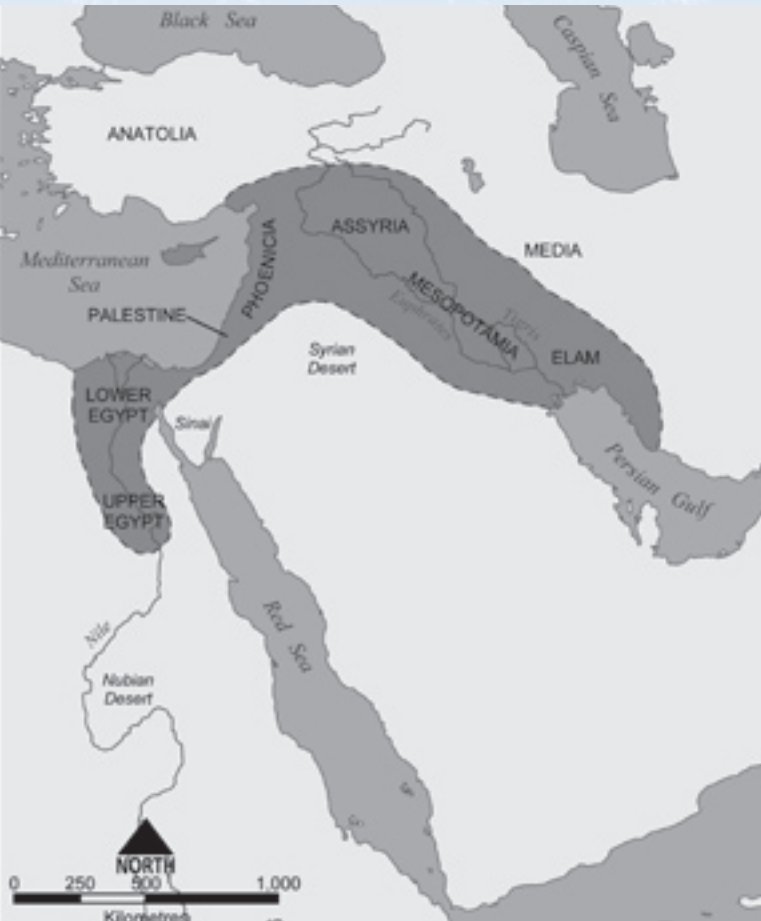 Black Sea
Caspian Sea
ANATOLIA
ASSYRIA
MEDIA
Mediterranean
Sea
PHOENICIA
MESOPOTAMIA
Euphrates
Tigris
PALESTINE
Syrian
Desert
ELAM
LOWER
EGYPT
Sinai
Persian Gulf
UPPER
EGYPT
Red Sea
Nile
Nubian
Desert
NORTH
0 250 500 1,000
Kilometres